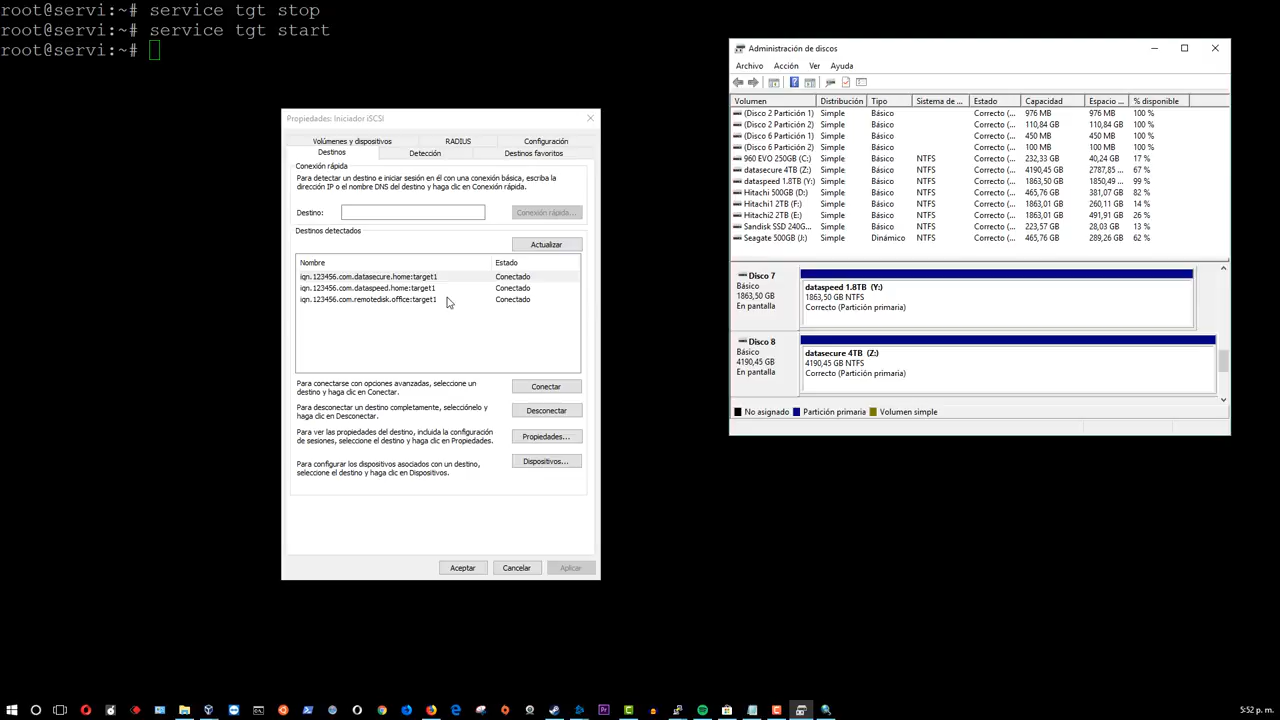 root@servi:~# service tgt stop
root@servi:~# service tgt start
root@servi:~#
Propiedades: Iniciador iSCSI
Volúmenes y dispositivos RADIUS Configuración
Destinos Detección Destinos favoritos
Conexión rápida
Para detectar un destino e iniciar sesión en él con una conexión básica, escriba la
dirección IP o el nombre DNS del destino y haga clic en Conexión rápida.
Destino: Conexión rápida...
Destinos detectados
Actualizar
Nombre Estado
iqn.123456.com.datasecure.home:target1 Conectado
iqn.123456.com.dataspeed.home:target1 Conectado
iqn.123456.com.remotedisk.office:target1 Conectado
Para conectarse con opciones avanzadas, seleccione un
destino y haga clic en Conectar.
Conectar
Para desconectar un destino completamente, selecciónelo y
haga clic en Desconectar.
Desconectar
Para ver las propiedades del destino, incluida la configuración
de sesiones, seleccione el destino y haga clic en Propiedades.
Propiedades...
Para configurar los dispositivos asociados con un destino,
seleccione el destino y haga clic en Dispositivos.
Dispositivos...
Aceptar Cancelar Aplicar
Administración de discos
Archivo Acción Ver Ayuda
Volumen Distribución Tipo Sistema de ... Estado Capacidad Espacio ... % disponible
(Disco 2 Partición 1) Simple Básico Correcto (... 976 MB 976 MB 100 %
(Disco 2 Partición 2) Simple Básico Correcto (... 110,84 GB 110,84 GB 100 %
(Disco 6 Partición 1) Simple Básico Correcto (... 450 MB 450 MB 100 %
(Disco 6 Partición 2) Simple Básico Correcto (... 100 MB 100 MB 100 %
960 EVO 250GB (C:) Simple Básico NTFS Correcto (... 232,33 GB 40,24 GB 17 %
datasecure 4TB (Z:) Simple Básico NTFS Correcto (... 4190,45 GB 2787,85 ... 67 %
dataspeed 1.8TB (Y:) Simple Básico NTFS Correcto (... 1863,50 GB 1850,49 ... 99 %
Hitachi 500GB (D:) Simple Básico NTFS Correcto (... 465,76 GB 381,07 GB 82 %
Hitachi1 2TB (F:) Simple Básico NTFS Correcto (... 1863,01 GB 260,11 GB 14 %
Hitachi2 2TB (E:) Simple Básico NTFS Correcto (... 1863,01 GB 491,91 GB 26 %
Sandisk SSD 240G... Simple Básico NTFS Correcto (... 223,57 GB 28,03 GB 13 %
Seagate 500GB (J:) Simple Dinámico NTFS Correcto (... 465,76 GB 289,26 GB 62 %
Disco 7
Básico
1863,50 GB
En pantalla
dataspeed 1.8TB (Y:)
1863,50 GB NTFS
Correcto (Partición primaria)
Disco 8
Básico
4190,45 GB
En pantalla
datasecure 4TB (Z:)
4190,45 GB NTFS
Correcto (Partición primaria)
No asignado Partición primaria Volumen simple
5:52 p. m.